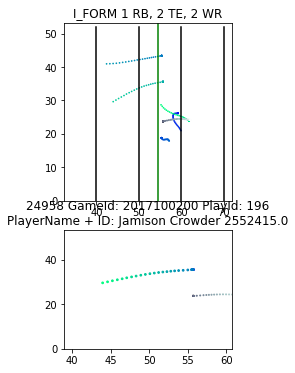 I_FORM 1 RB, 2 TE, 2 WR
50
40
30
20
10
0
40 50 60 70
24958 GameId: 2017100200 PlayId: 196
PlayerName + ID: Jamison Crowder 2552415.0
40
20
0
40 45 50 55 60